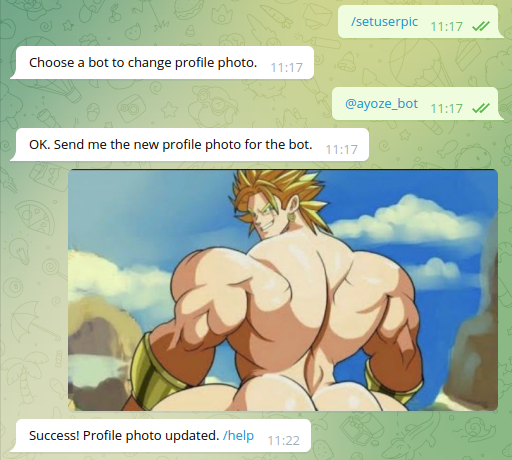 /setuserpic 11:17
Choose a bot to change profile photo. 11:17
@ayoze_bot 11:17
OK. Send me the new profile photo for the bot. 11:17
Success! Profile photo updated. /help 11:22